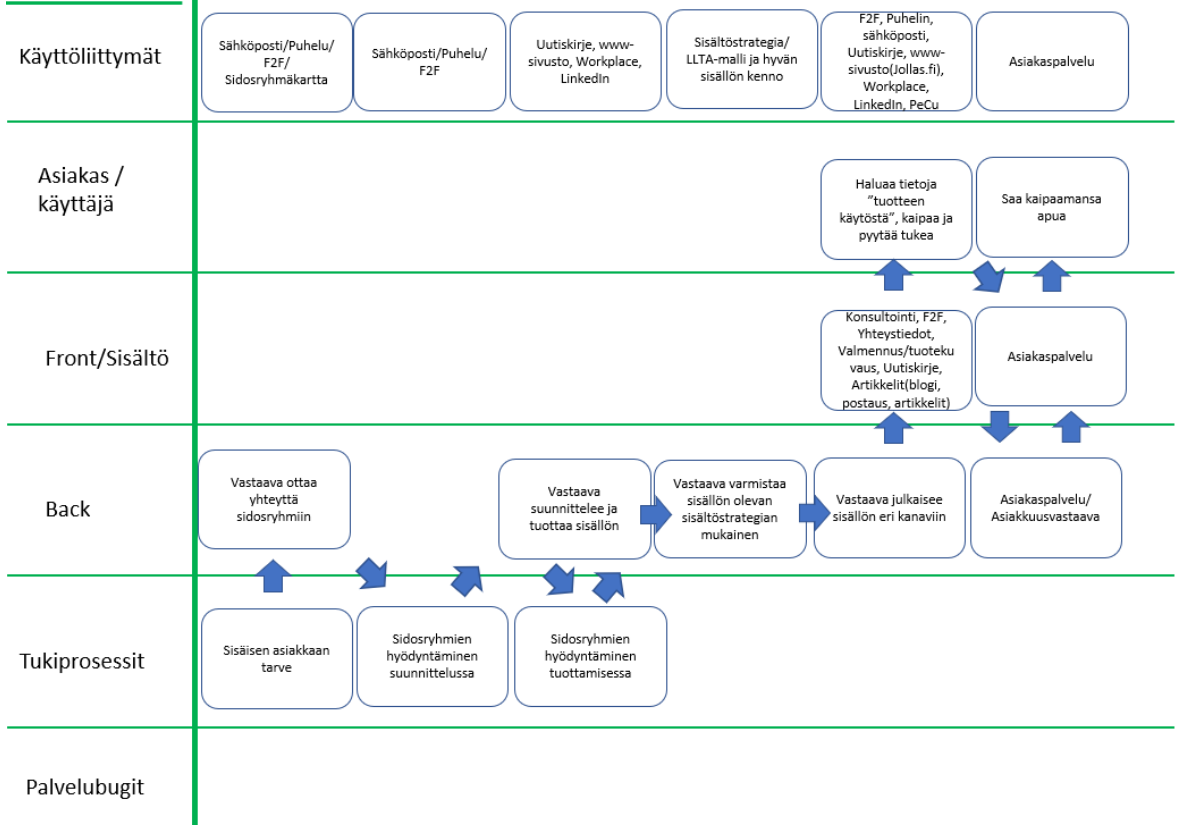 Käyttöliittymät
Sähköposti/Puhelu/
F2F/
Sidosryhmäkartta
Sähköposti/Puhelu/
F2F
Uutiskirje, www-
sivusto, Workplace,
LinkedIn
Sisältöstrategia/
LLTA-malli ja hyvän
sisällön kenno
F2F, Puhelin,
sähköposti,
Uutiskirje, www-
sivusto(Jollas.fi),
Workplace,
LinkedIn, PeCu
Asiakaspalvelu
Asiakas /
käyttäjä
Haluaa tietoja
”tuotteen
käytöstä”, kaipaa ja
pyytää tukea
Saa kaipaamansa
apua
Front/Sisältö
Konsultointi, F2F,
Yhteystiedot,
Valmennus/tuoteku
vaus, Uutiskirje,
Artikkelit(blogi,
postaus, artikkelit)
Asiakaspalvelu
Back
Vastaava ottaa
yhteyttä
sidosryhmiin
Vastaava
suunnittelee ja
tuottaa sisällön
Vastaava varmistaa
sisällön olevan
sisältöstrategian
mukainen
Vastaava julkaisee
sisällön eri kanaviin
Asiakaspalvelu/
Asiakkuusvastaava
Tukiprosessit
Sisäisen asiakkaan
tarve
Sidosryhmien
hyödyntäminen
suunnittelussa
Sidosryhmien
hyödyntäminen
tuottamisessa
Palvelubugit